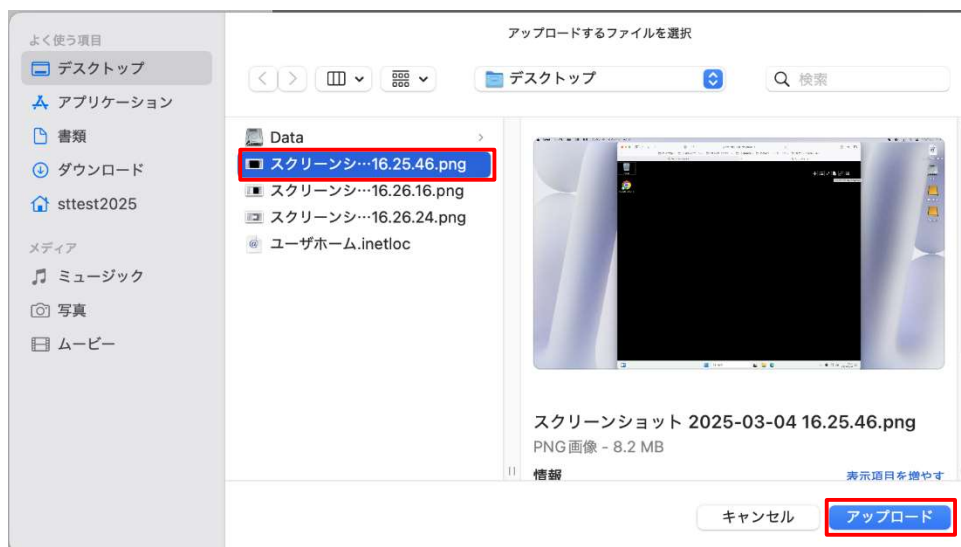 アップロードするファイルを選択
よく使う項目
デスクトップ
アプリケーション
書類
ダウンロード
sttest2025
メディア
ミュージック
写真
ムービー
デスクトップ
検索
Data
スクリーンシ…16.25.46.png
スクリーンシ…16.26.16.png
スクリーンシ…16.26.24.png
ユーザホーム.inetloc
スクリーンショット 2025-03-04 16.25.46.png
PNG画像 - 8.2 MB
情報
表示項目を増やす
キャンセル
アップロード